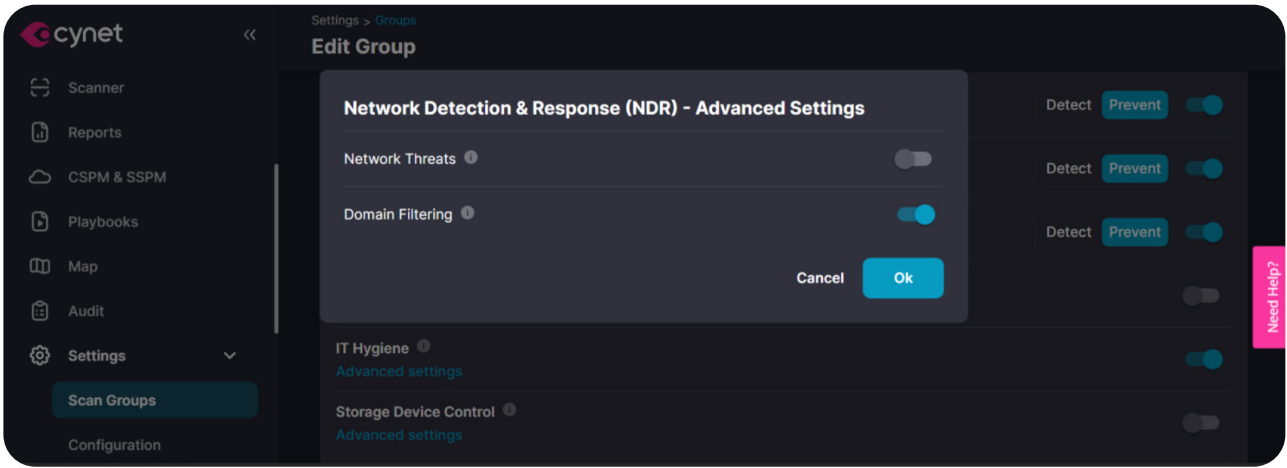 cynet
Scanner
Reports
CSPM & SSPM
Playbooks
Map
Audit
Settings
Scan Groups
Configuration
Settings > Groups
Edit Group
Network Detection & Response (NDR) - Advanced Settings
Network Threats
Domain Filtering
Cancel Ok
Detect Prevent
Detect Prevent
Detect Prevent
IT Hygiene
Advanced settings
Storage Device Control
Advanced settings
Need Help?